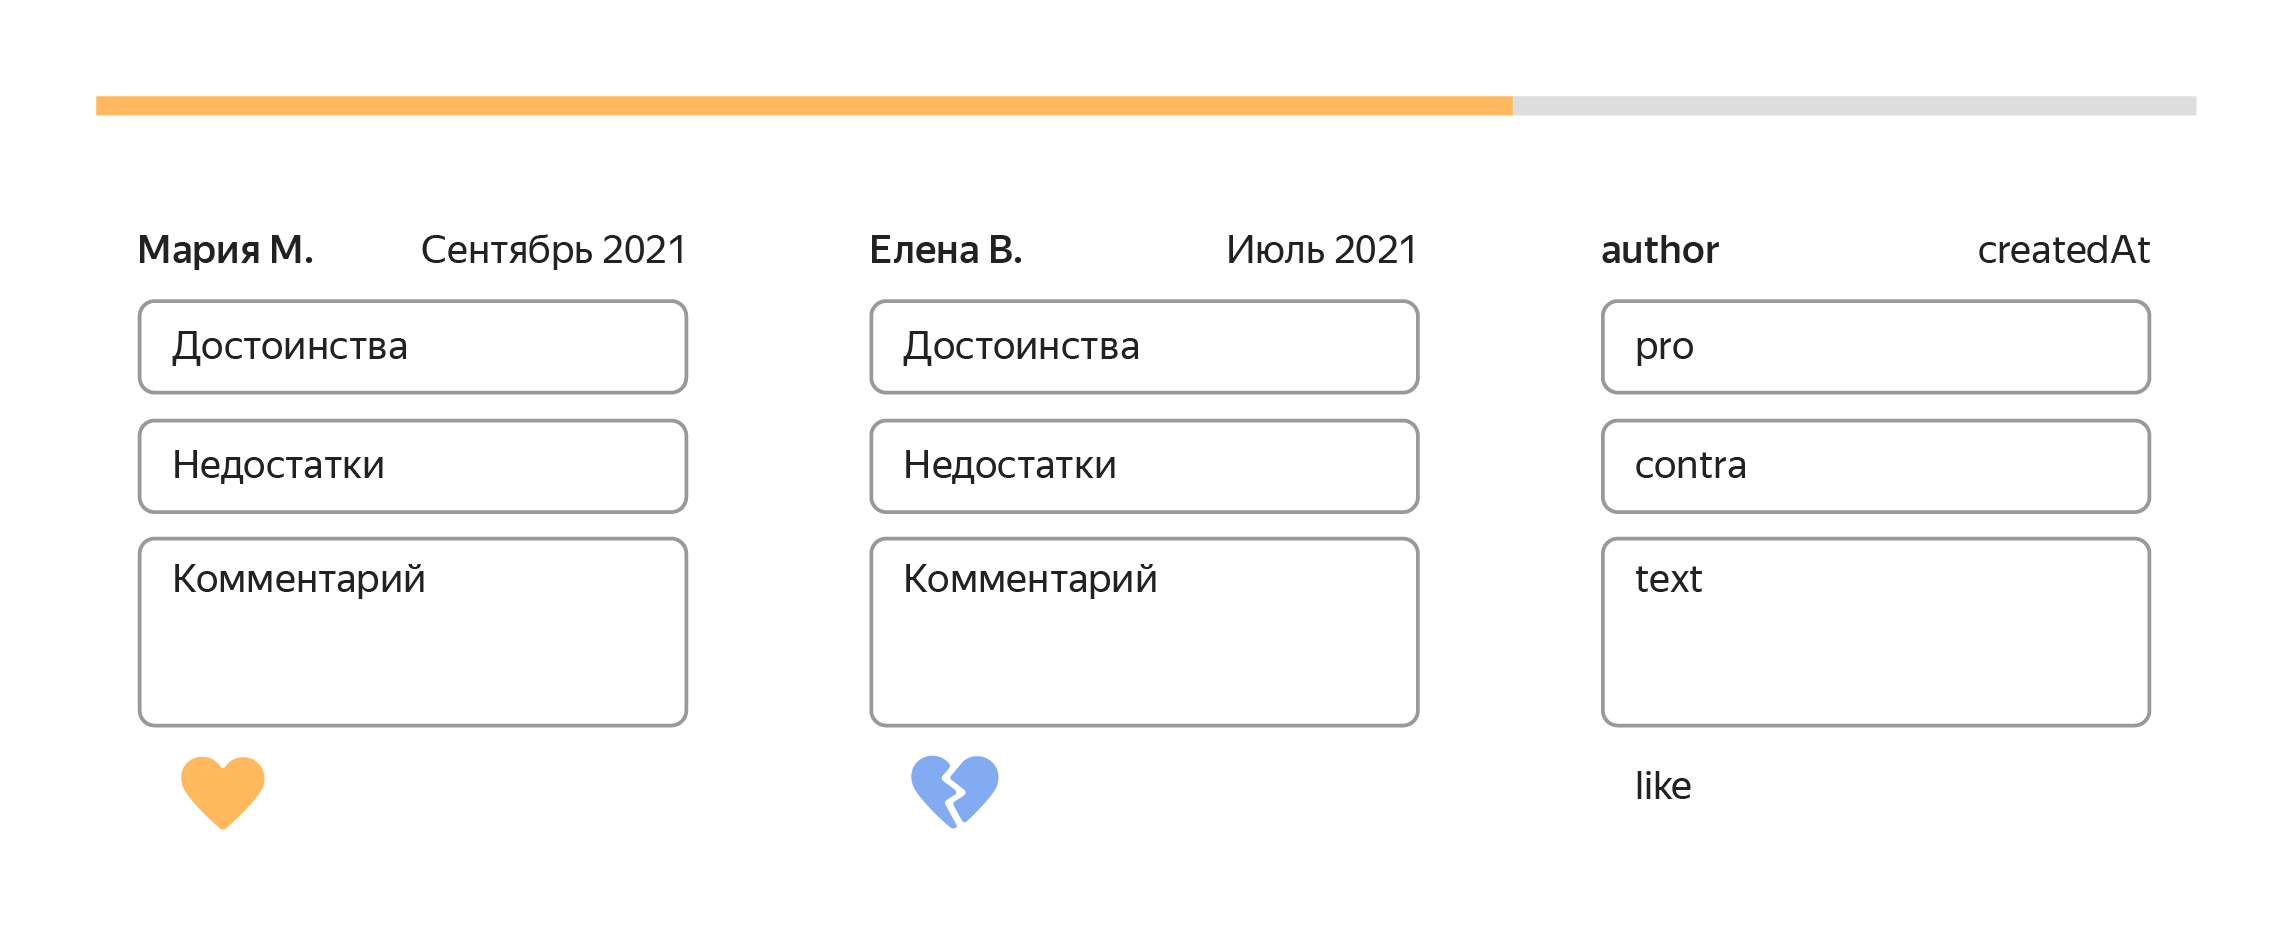 Мария М.
Сентябрь 2021
Достоинства
Недостатки
Комментарий
Елена В.
Июль 2021
Достоинства
Недостатки
Комментарий
author
createdAt
pro
contra
text
like